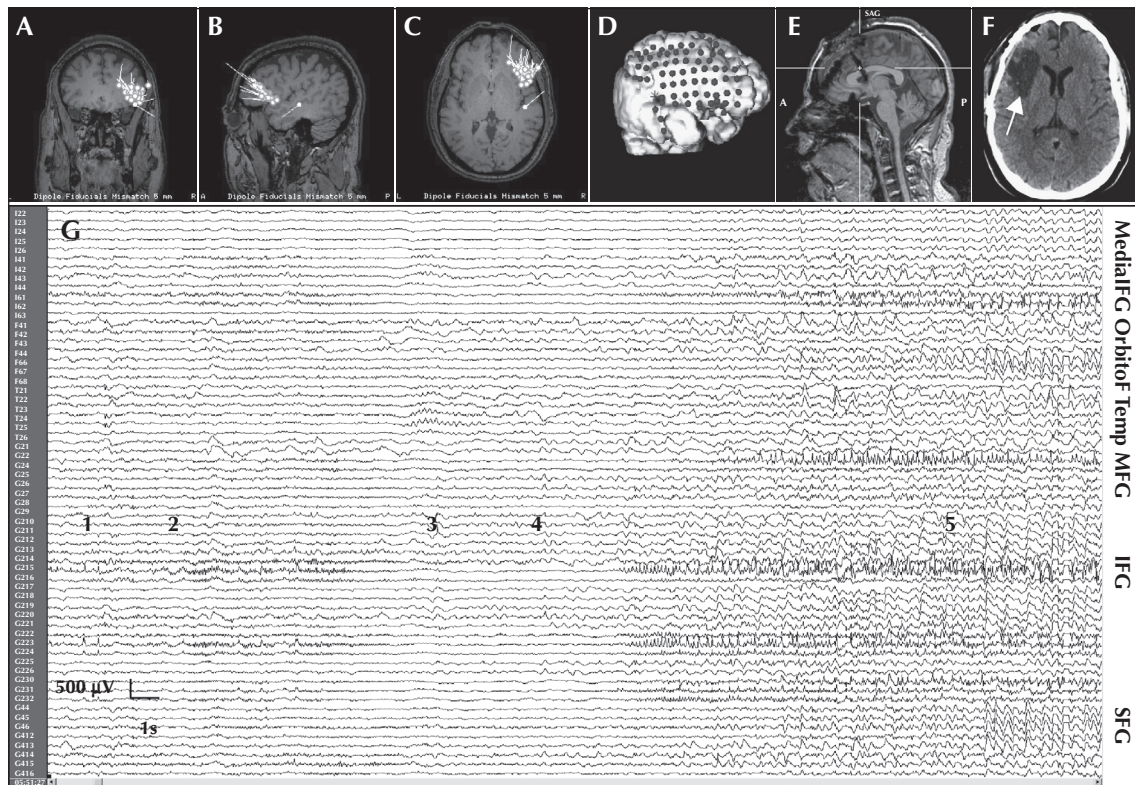 A
B
C
D
E
F
SAG
A
P
L Dipole Fiducials Mismatch 5 mm R
A Dipole Fiducials Mismatch 5 mm P
L Dipole Fiducials Mismatch 5 mm R
G
I22
I23
I24
I25
I26
I41
I42
I43
I44
I61
I62
I63
F41
F42
F43
F44
F66
F67
F68
T21
T22
T23
T24
T25
T26
G21
G22
G24
G25
G26
G27
G28
G29
G210
G211
G212
G213
G214
G215
G216
G217
G218
G219
G220
G221
G222
G223
G224
G225
G226
G230
G231
G232
G44
G45
G46
G412
G413
G414
G415
G416
05:51:27
1 2 3 4 5
500 μV
1s
MedialFG OrbitoF Temp MFG
IFG
SFG